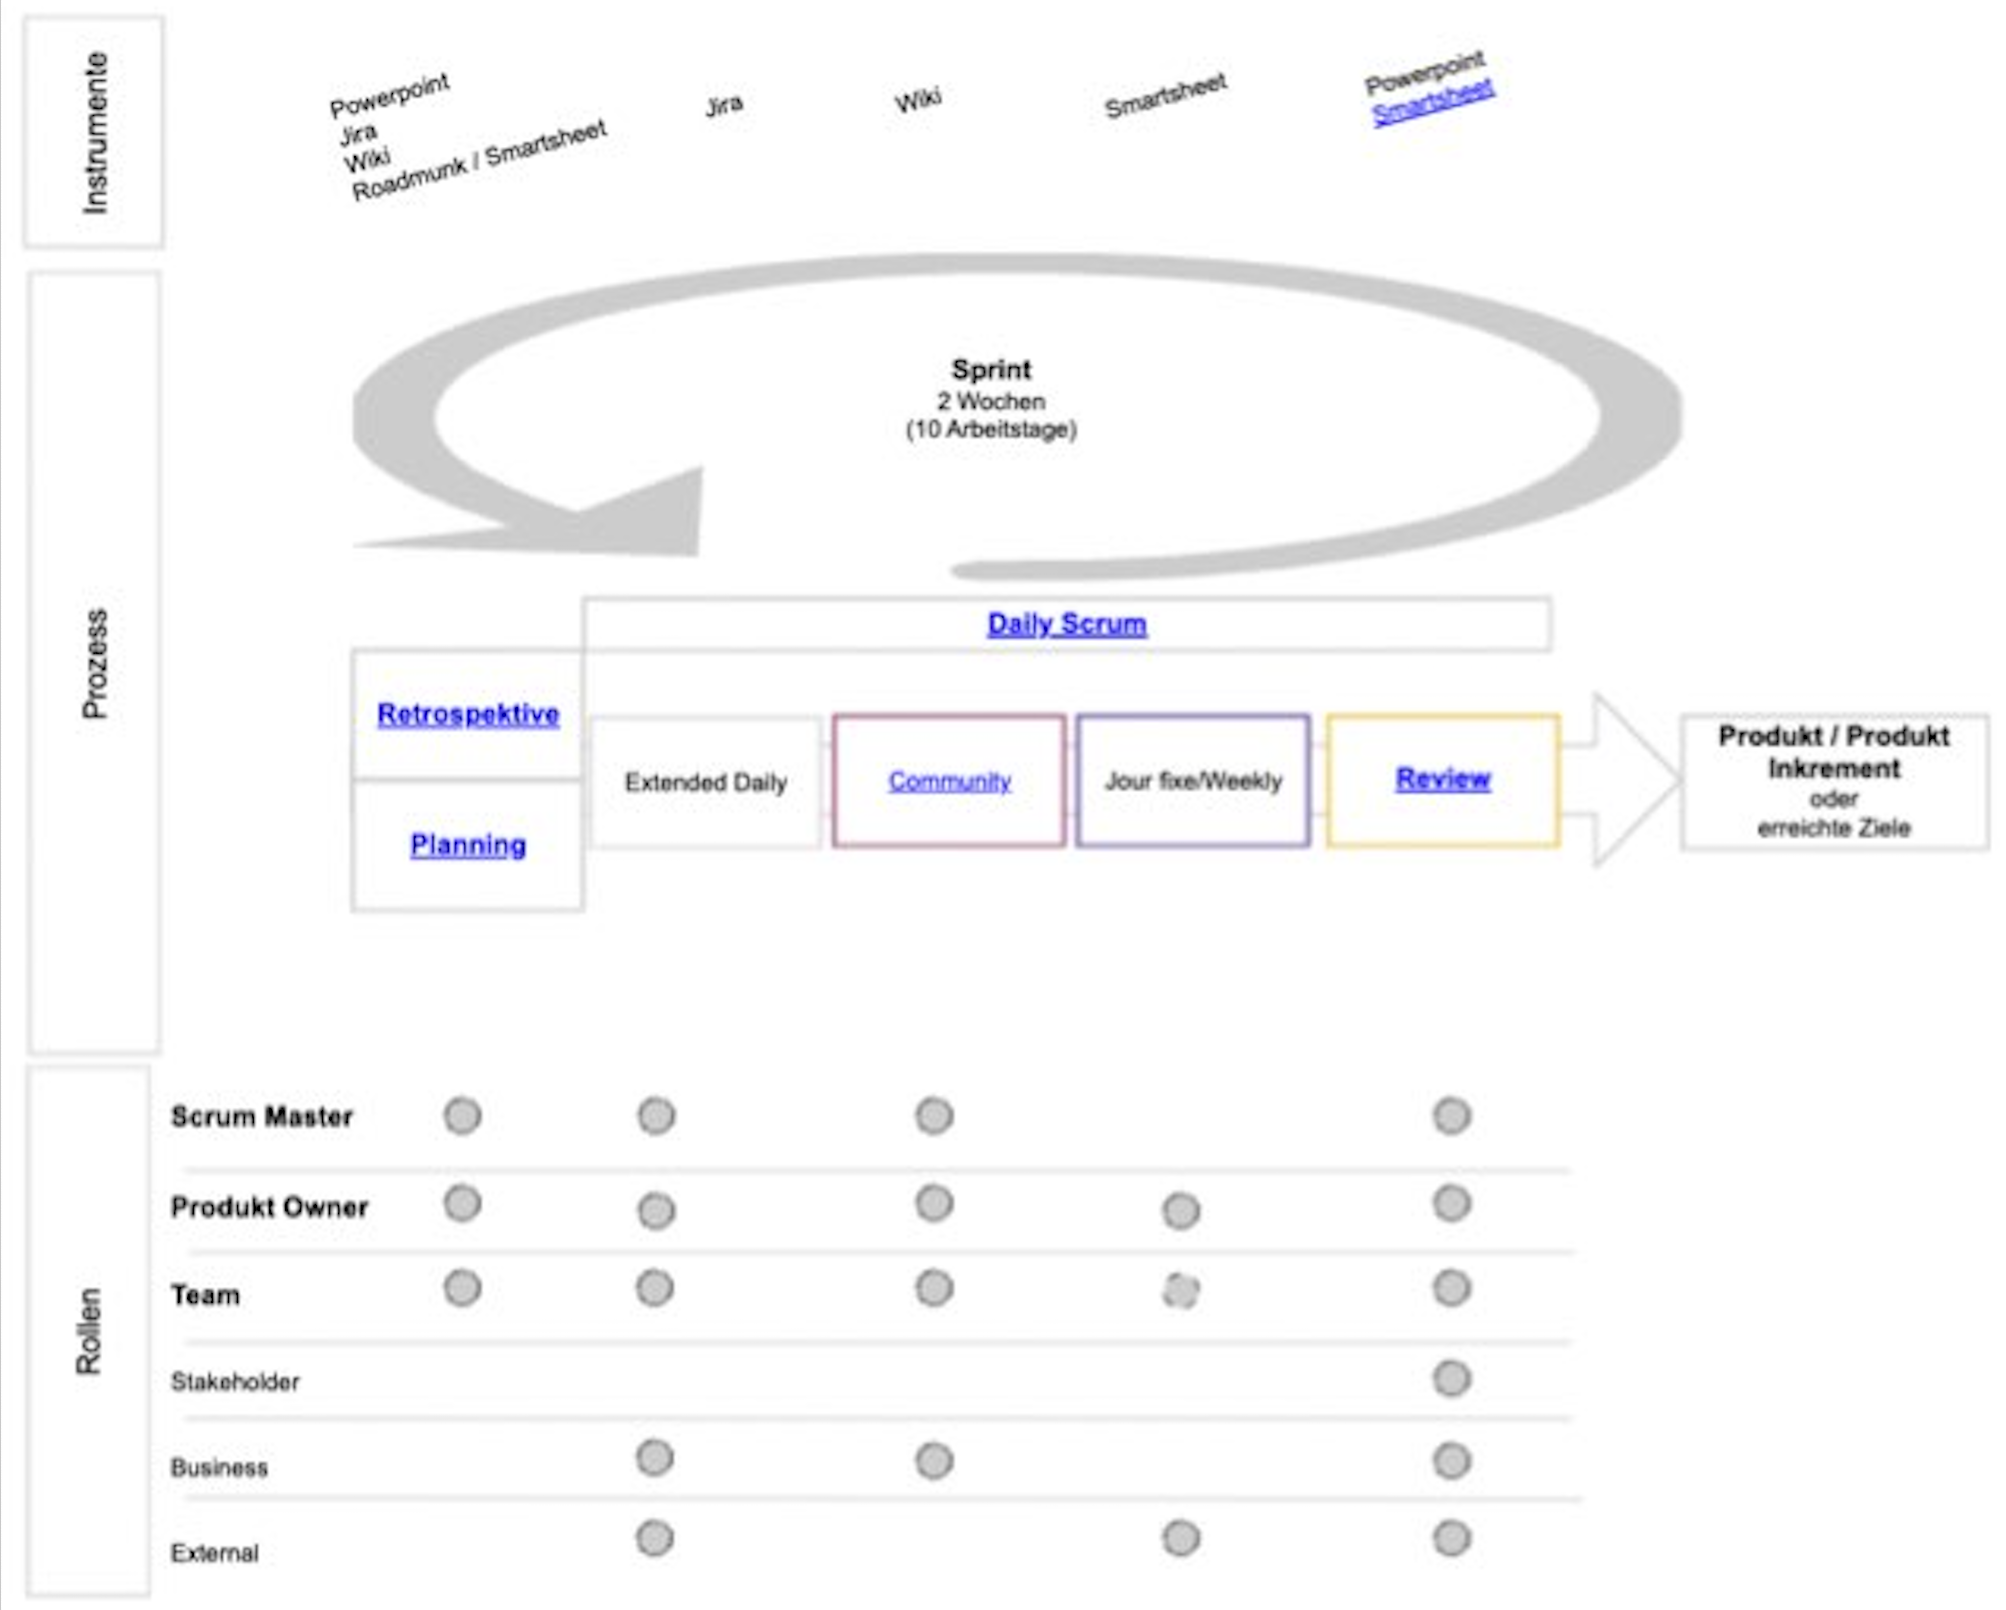 Instrumente
Powerpoint
Jira
Wiki
Roadmunk / Smartsheet
Jira
Wiki
Smartsheet
Powerpoint
Smartsheet
Prozess
Sprint
2 Wochen
(10 Arbeitstage)
Daily Scrum
Retrospektive
Planning
Extended Daily
Community
Jour fixe/Weekly
Review
Produkt / Produkt
Inkrement
oder
erreichte Ziele
Rollen
Scrum Master
Produkt Owner
Team
Stakeholder
Business
External